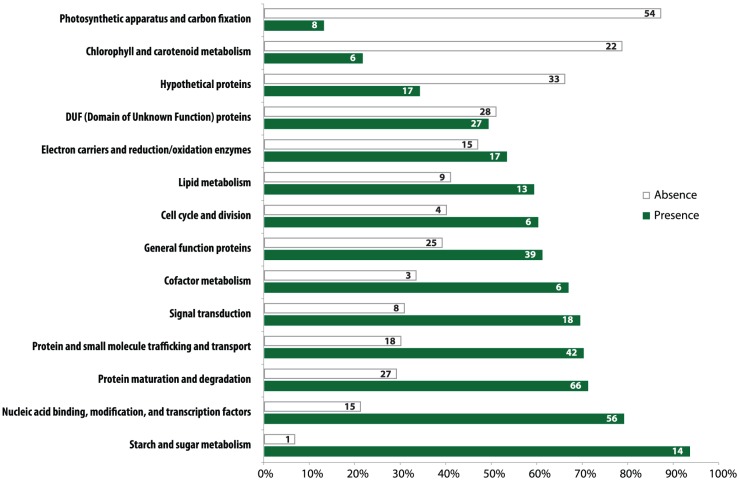 Photosynthetic apparatus and carbon fixation
54
8
Chlorophyll and carotenoid metabolism
22
6
Hypothetical proteins
33
17
DUF (Domain of Unknown Function) proteins
28
27
Electron carriers and reduction/oxidation enzymes
15
17
Lipid metabolism
9
13
Cell cycle and division
4
6
General function proteins
25
39
Cofactor metabolism
3
6
Signal transduction
8
18
Protein and small molecule trafficking and transport
18
42
Protein maturation and degradation
27
66
Nucleic acid binding, modification, and transcription factors
15
56
Starch and sugar metabolism
1
14
Absence
Presence
0% 10% 20% 30% 40% 50% 60% 70% 80% 90% 100%